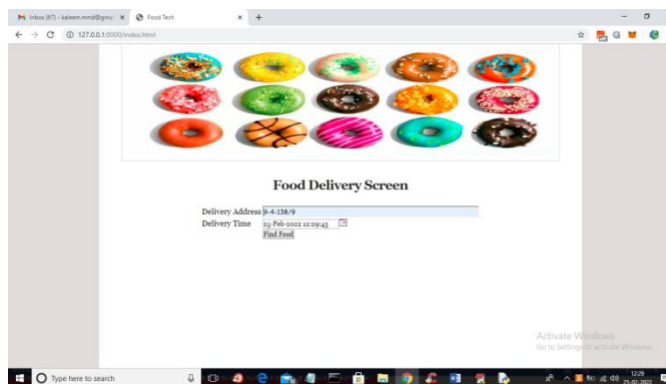 Inbox (87) - kaleem.mmd@gmai
Food Tech
127.0.0.1:8000/index.html
Food Delivery Screen
Delivery Address 9-4-138/9
Delivery Time 25-Feb-2022 12:29:43
Find Food
Activate Windows
Go to Settings to activate Windows.
Type here to search
12:29
25-02-2022